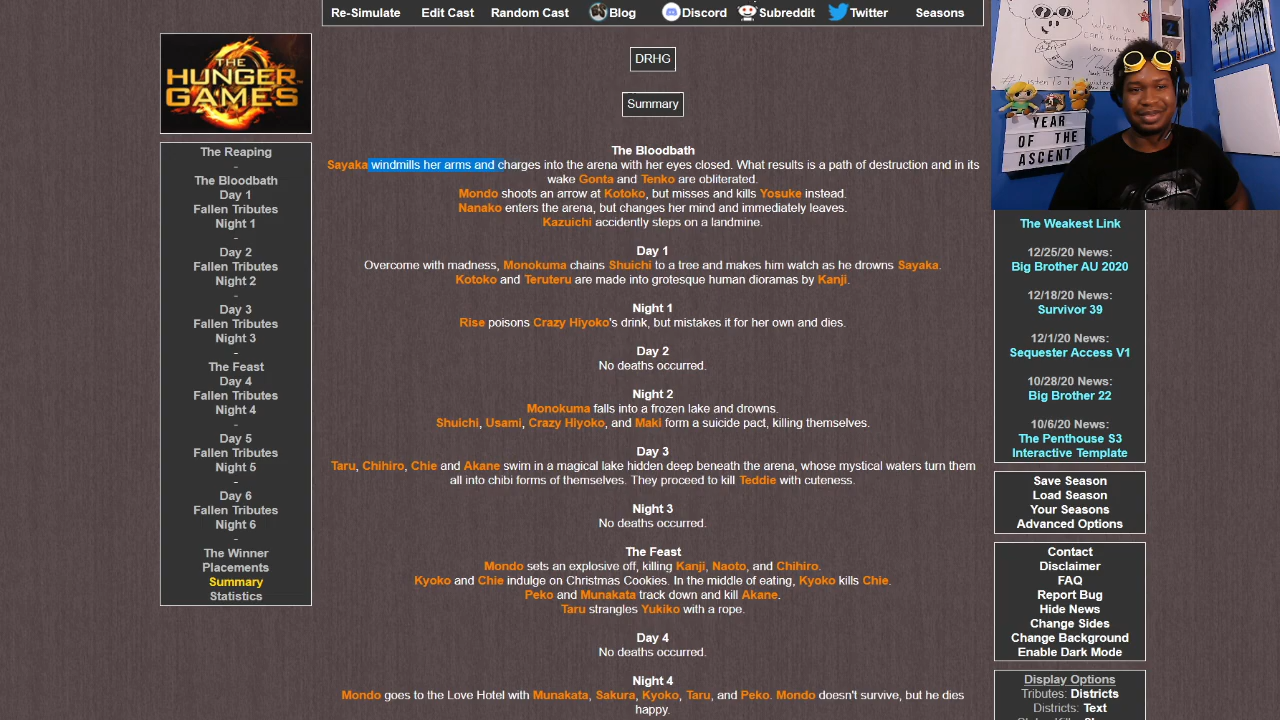 Re-Simulate Edit Cast Random Cast Blog Discord Subreddit Twitter Seasons
THE HUNGER GAMES
The Reaping
-
The Bloodbath
Day 1
Fallen Tributes
Night 1
-
Day 2
Fallen Tributes
Night 2
-
Day 3
Fallen Tributes
Night 3
-
The Feast
Day 4
Fallen Tributes
Night 4
-
Day 5
Fallen Tributes
Night 5
-
Day 6
Fallen Tributes
Night 6
-
The Winner
Placements
Summary
Statistics
DRHG
Summary
The Bloodbath
Sayaka windmills her arms and charges into the arena with her eyes closed. What results is a path of destruction and in its
wake Gonta and Tenko are obliterated.
Mondo shoots an arrow at Kotoko, but misses and kills Yosuke instead.
Nanako enters the arena, but changes her mind and immediately leaves.
Kazuichi accidently steps on a landmine.
Day 1
Overcome with madness, Monokuma chains Shuichi to a tree and makes him watch as he drowns Sayaka.
Kotoko and Teruteru are made into grotesque human dioramas by Kanji.
Night 1
Rise poisons Crazy Hiyoko's drink, but mistakes it for her own and dies.
Day 2
No deaths occurred.
Night 2
Monokuma falls into a frozen lake and drowns.
Shuichi, Usami, Crazy Hiyoko, and Maki form a suicide pact, killing themselves.
Day 3
Taru, Chihiro, Chie and Akane swim in a magical lake hidden deep beneath the arena, whose mystical waters turn them
all into chibi forms of themselves. They proceed to kill Teddie with cuteness.
Night 3
No deaths occurred.
The Feast
Mondo sets an explosive off, killing Kanji, Naoto, and Chihiro.
Kyoko and Chie indulge on Christmas Cookies. In the middle of eating, Kyoko kills Chie.
Peko and Munakata track down and kill Akane.
Taru strangles Yukiko with a rope.
Day 4
No deaths occurred.
Night 4
Mondo goes to the Love Hotel with Munakata, Sakura, Kyoko, Taru, and Peko. Mondo doesn't survive, but he dies
happy.
YEAR
OF THE
ASCENT
The Weakest Link
12/25/20 News:
Big Brother AU 2020
12/18/20 News:
Survivor 39
12/1/20 News:
Sequester Access V1
10/28/20 News:
Big Brother 22
10/6/20 News:
The Penthouse S3
Interactive Template
Save Season
Load Season
Your Seasons
Advanced Options
Contact
Disclaimer
FAQ
Report Bug
Hide News
Change Sides
Change Background
Enable Dark Mode
Display Options
Tributes: Districts
Districts: Text